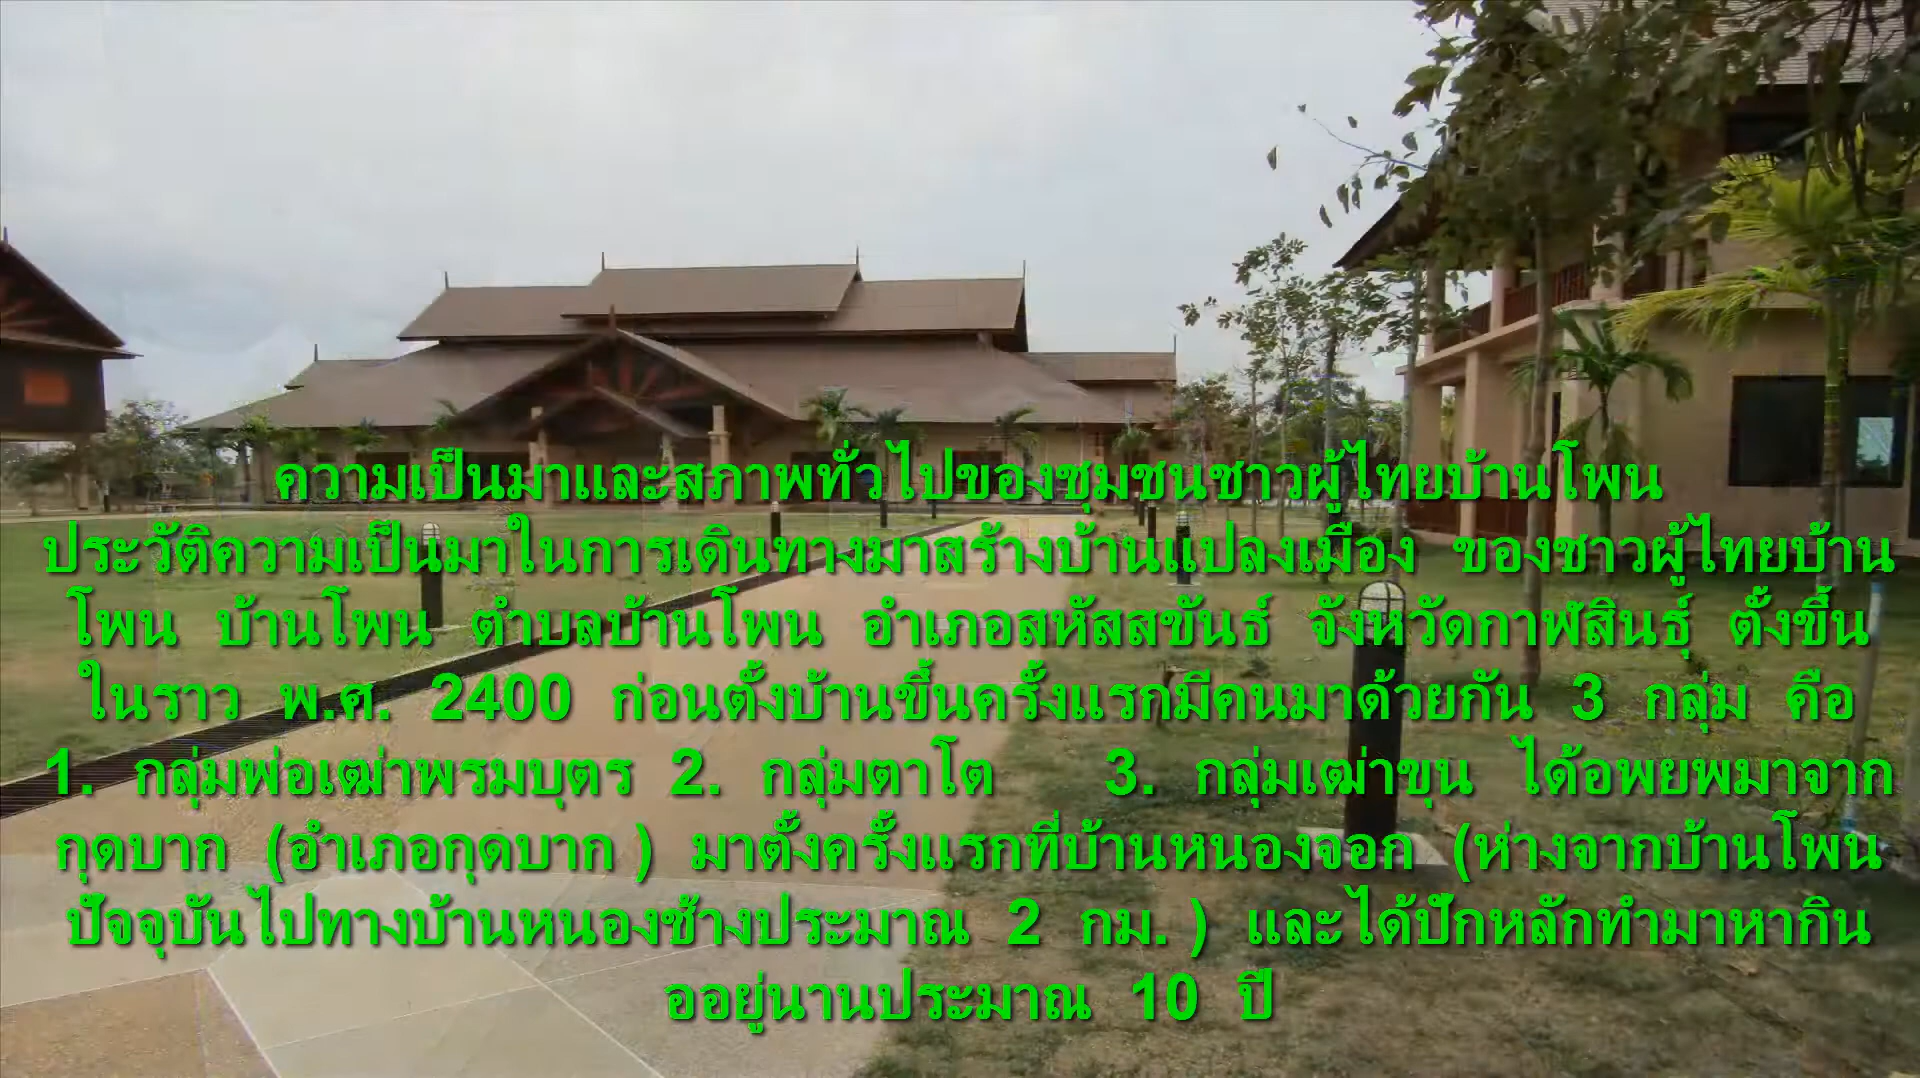 ความเป็นมาและสภาพทั่วไปของชุมชนชาวผู้ไทยบ้านโพน
ประวัติความเป็นมาในการเดินทางมาสร้างบ้านแปลงเมือง ของชาวผู้ไทยบ้าน
โพน บ้านโพน ตำบลบ้านโพน อำเภอสหัสสขันธ์ จังหวัดกาฬสินธุ์ ตั้งขึ้น
ในราว พ.ศ. 2400 ก่อนตั้งบ้านขึ้นครั้งแรกมีคนมาด้วยกัน 3 กลุ่ม คือ
1. กลุ่มพ่อเฒ่าพรมบุตร 2. กลุ่มตาโต 3. กลุ่มเฒ่าขุน ได้อพยพมาจาก
กุดบาก (อำเภอกุดบาก ) มาตั้งครั้งแรกที่บ้านหนองจอก (ห่างจากบ้านโพน
ปัจจุบันไปทางบ้านหนองช้างประมาณ 2 กม. ) และได้ปักหลักทำมาหากิน
ออยู่นานประมาณ 10 ปี